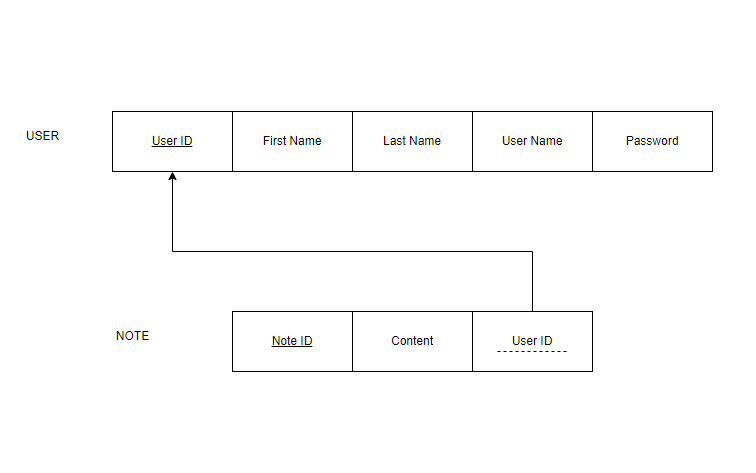 USER
User ID
First Name
Last Name
User Name
Password
NOTE
Note ID
Content
User ID